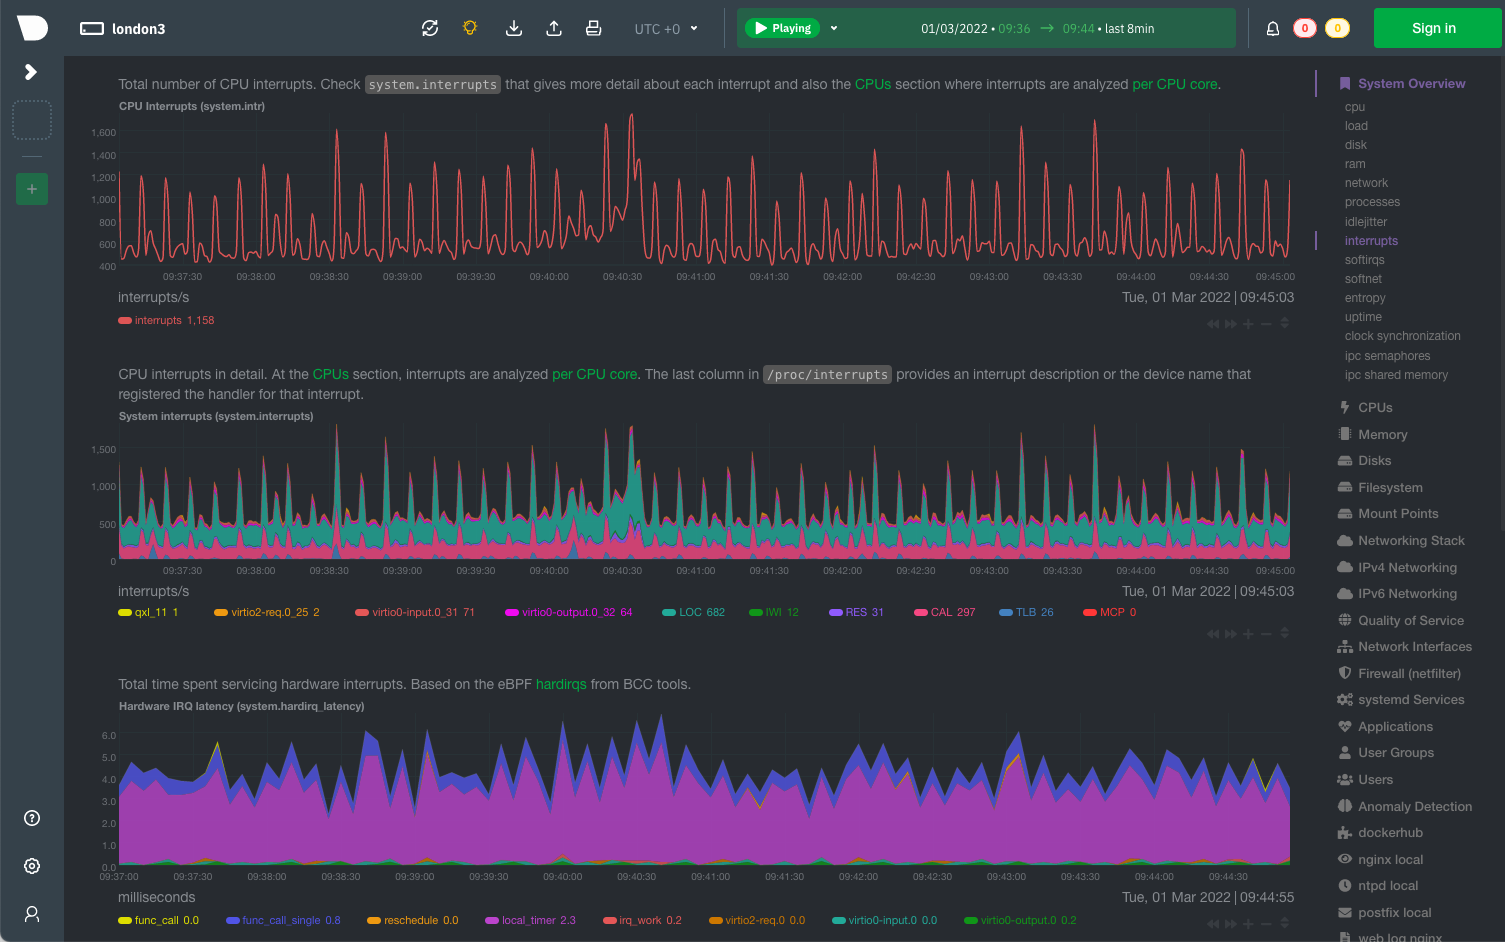 london3
UTC +0
Playing
01/03/2022 • 09:36 → 09:44 • last 8min
0
0
Sign in
Total number of CPU interrupts. Check system.interrupts that gives more detail about each interrupt and also the CPUs section where interrupts are analyzed per CPU core.
CPU Interrupts (system.intr)
1,600
1,400
1,200
1,000
800
600
400
09:37:30 09:38:00 09:38:30 09:39:00 09:39:30 09:40:00 09:40:30 09:41:00 09:41:30 09:42:00 09:42:30 09:43:00 09:43:30 09:44:00 09:44:30 09:45:00
interrupts/s
Tue, 01 Mar 2022 | 09:45:03
interrupts 1,158
CPU interrupts in detail. At the CPUs section, interrupts are analyzed per CPU core. The last column in /proc/interrupts provides an interrupt description or the device name that
registered the handler for that interrupt.
System interrupts (system.interrupts)
1,500
1,000
500
0
09:37:30 09:38:00 09:38:30 09:39:00 09:39:30 09:40:00 09:40:30 09:41:00 09:41:30 09:42:00 09:42:30 09:43:00 09:43:30 09:44:00 09:44:30 09:45:00
interrupts/s
Tue, 01 Mar 2022 | 09:45:03
qxl_11 1 virtio2-req.0_25 2 virtio0-input.0_31 71 virtio0-output.0_32 64 LOC 682 IWI 12 RES 31 CAL 297 TLB 26 MCP 0
Total time spent servicing hardware interrupts. Based on the eBPF hardirqs from BCC tools.
Hardware IRQ latency (system.hardirq_latency)
6.0
5.0
4.0
3.0
2.0
1.0
0.0
09:37:00 09:37:30 09:38:00 09:38:30 09:39:00 09:39:30 09:40:00 09:40:30 09:41:00 09:41:30 09:42:00 09:42:30 09:43:00 09:43:30 09:44:00 09:44:30
milliseconds
Tue, 01 Mar 2022 | 09:44:55
func_call 0.0 func_call_single 0.8 reschedule 0.0 local_timer 2.3 irq_work 0.2 virtio2-req.0 0.0 virtio0-input.0 0.0 virtio0-output.0 0.2
System Overview
cpu
load
disk
ram
network
processes
idlejitter
interrupts
softirqs
softnet
entropy
uptime
clock synchronization
ipc semaphores
ipc shared memory
CPUs
Memory
Disks
Filesystem
Mount Points
Networking Stack
IPv4 Networking
IPv6 Networking
Quality of Service
Network Interfaces
Firewall (netfilter)
systemd Services
Applications
User Groups
Users
Anomaly Detection
dockerhub
nginx local
ntpd local
postfix local
web log nginx